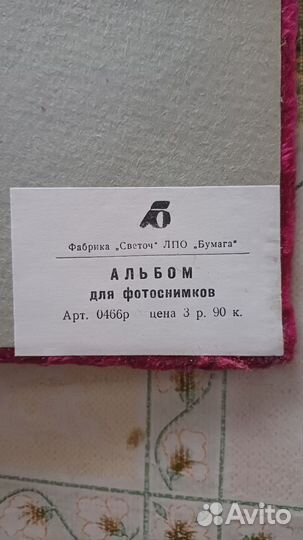 Фабрика „Светоч" ЛПО „Бумага"
АЛЬБОМ
для фотоснимков
Арт. 0466р цена 3 р. 90 к.
Avito